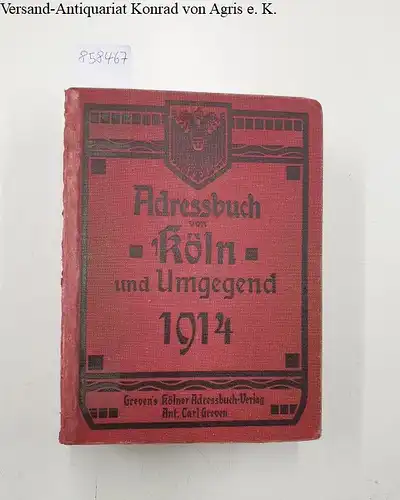 Versand-Antiquariat Konrad von Agris e. K.
858467
Adressbuch
von
Köln
und Umgegend
1914
Greven's Kölner Adressbuch-Verlag
Ant. Carl Greven